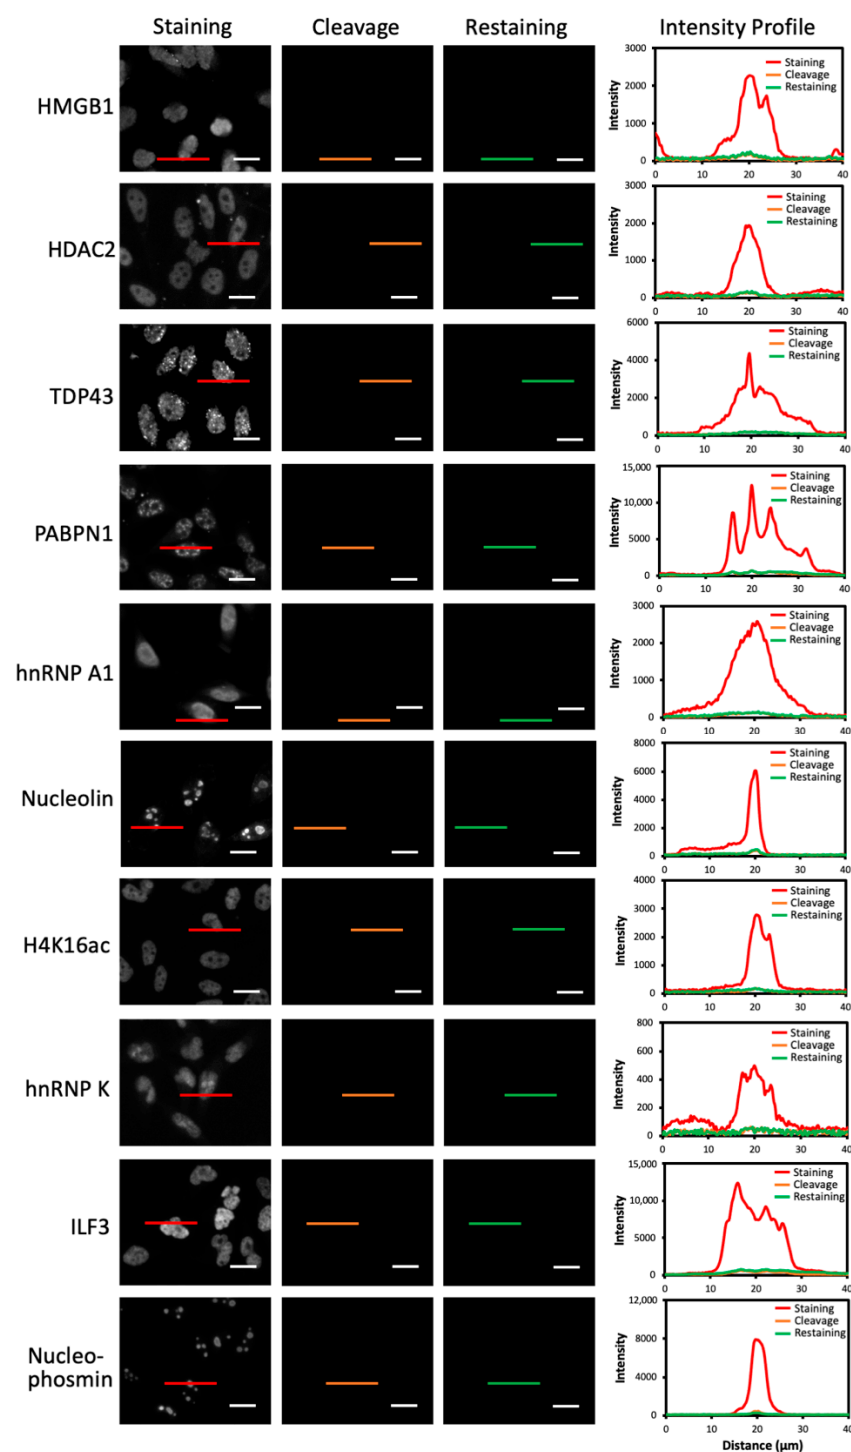 Staining Cleavage Restaining Intensity Profile
HMGB1
Intensity
3000
2000
1000
0
Staining
Cleavage
Restaining
0 10 20 30 40
HDAC2
Intensity
3000
2000
1000
0
Staining
Cleavage
Restaining
0 10 20 30 40
TDP43
Intensity
6000
4000
2000
0
Staining
Cleavage
Restaining
0 10 20 30 40
PABPN1
Intensity
15,000
10,000
5000
0
Staining
Cleavage
Restaining
0 10 20 30 40
hnRNP A1
Intensity
3000
2000
1000
0
Staining
Cleavage
Restaining
0 10 20 30 40
Nucleolin
Intensity
8000
6000
4000
2000
0
Staining
Cleavage
Restaining
0 10 20 30 40
H4K16ac
Intensity
4000
3000
2000
1000
0
Staining
Cleavage
Restaining
0 10 20 30 40
hnRNP K
Intensity
800
600
400
200
0
Staining
Cleavage
Restaining
0 10 20 30 40
ILF3
Intensity
15,000
10,000
5000
0
Staining
Cleavage
Restaining
0 10 20 30 40
Nucleo-
phosmin
Intensity
12,000
8000
4000
0
Staining
Cleavage
Restaining
0 10 20 30 40
Distance (μm)